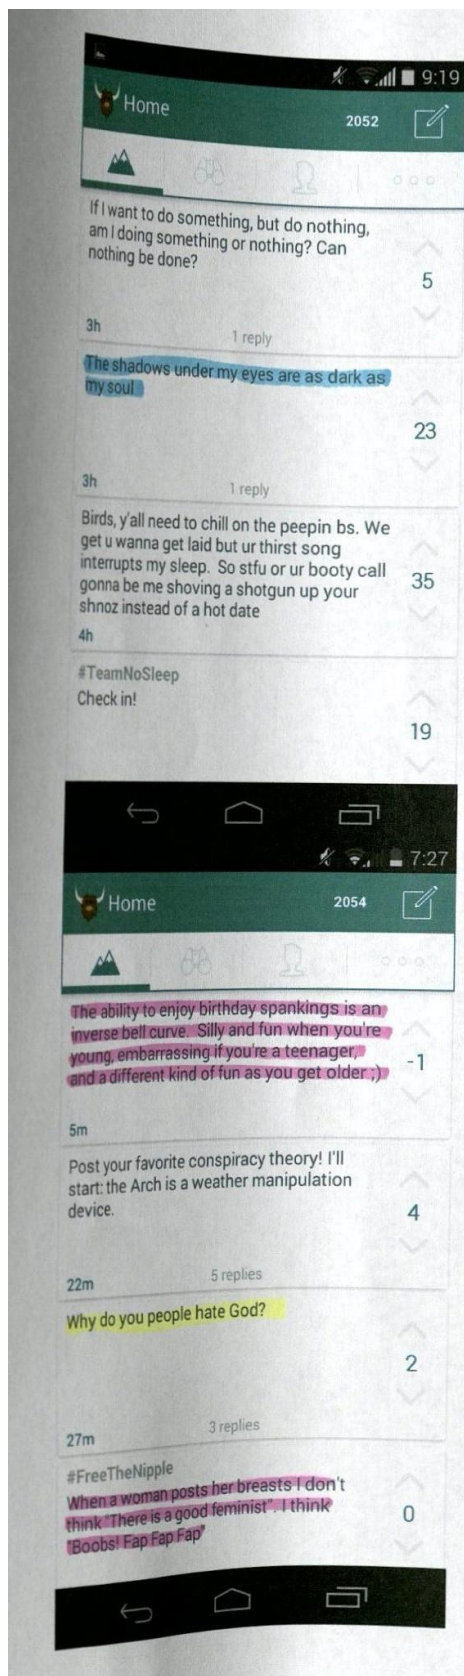 9:19
Home
2052
If I want to do something, but do nothing,
am I doing something or nothing? Can
nothing be done?
5
3h
1 reply
The shadows under my eyes are as dark as
my soul
23
3h
1 reply
Birds, y'all need to chill on the peepin bs. We
get u wanna get laid but ur thirst song
interrupts my sleep. So stfu or ur booty call
gonna be me shoving a shotgun up your
shnoz instead of a hot date
35
4h
#TeamNoSleep
Check in!
19
7:27
Home
2054
The ability to enjoy birthday spankings is an
inverse bell curve. Silly and fun when you're
young, embarrassing if you're a teenager,
and a different kind of fun as you get older ;)
-1
5m
Post your favorite conspiracy theory! I'll
start: the Arch is a weather manipulation
device.
4
22m
5 replies
Why do you people hate God?
2
27m
3 replies
#FreeTheNipple
When a woman posts her breasts I don't
think "There is a good feminist". I think
"Boobs! Fap Fap Fap"
0